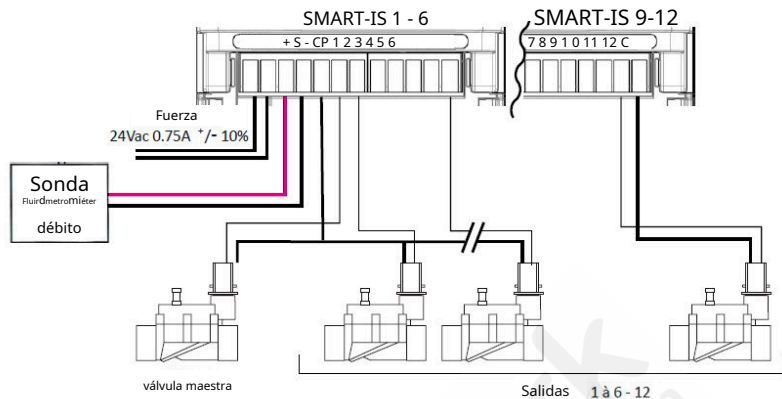 SMART-IS 1 - 6
SMART-IS 9-12
+ S - CP 1 2 3 4 5 6
7 8 9 1 0 11 12 C
Fuerza
24Vac 0.75A +/- 10%
Sonda
débito
válvula maestra
Salidas 1 à 6 - 12